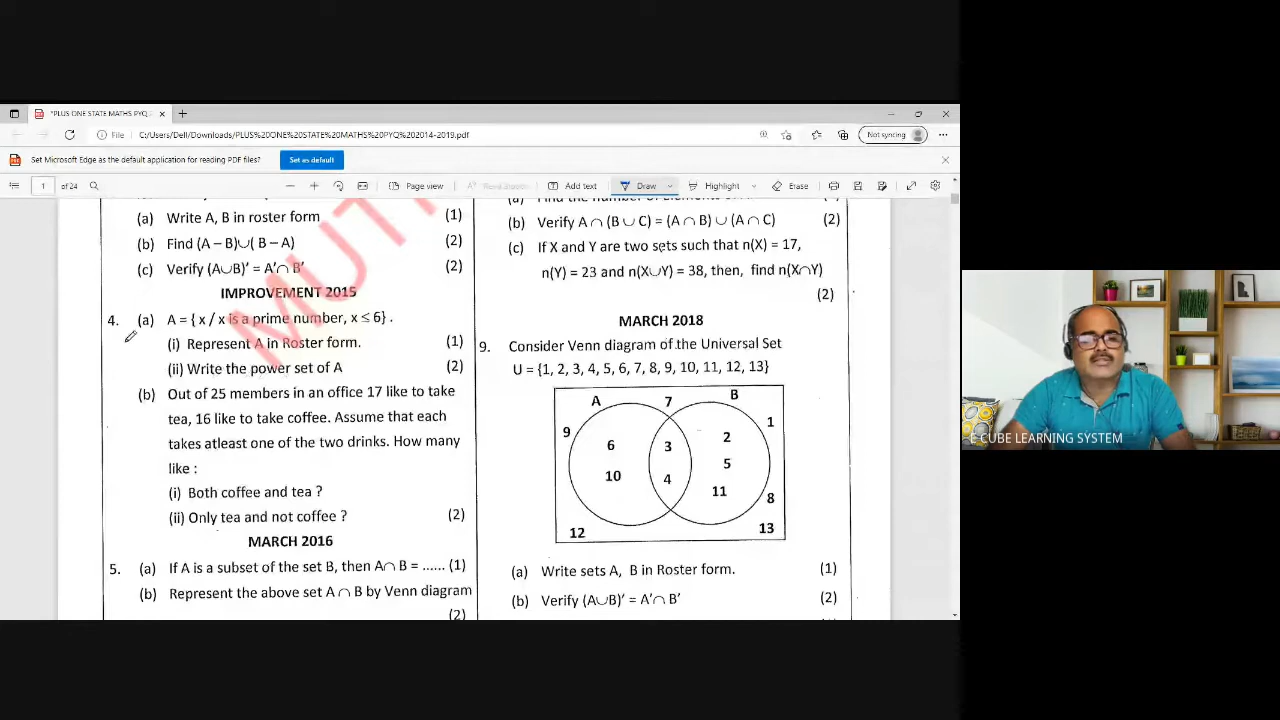 *PLUS ONE STATE MATHS PYQ
File C:/Users/Dell/Downloads/PLUS%20ONE%20STATE%20MATHS%20PYQ%202014-2019.pdf
Not syncing
Set Microsoft Edge as the default application for reading PDF files? Set as default
1 of 24 Page view Read aloud Add text Draw Highlight Erase
(a) Write A, B in roster form (1)
(b) Find (A – B)∪( B – A) (2)
(c) Verify (A∪B)′ = A′∩ B′ (2)
IMPROVEMENT 2015
4. (a) A = { x / x is a prime number, x ≤ 6} .
(i) Represent A in Roster form. (1)
(ii) Write the power set of A (2)
(b) Out of 25 members in an office 17 like to take
tea, 16 like to take coffee. Assume that each
takes atleast one of the two drinks. How many
like :
(i) Both coffee and tea ?
(ii) Only tea and not coffee ? (2)
MARCH 2016
5. (a) If A is a subset of the set B, then A∩ B = ...... (1)
(b) Represent the above set A ∩ B by Venn diagram
(2)
(b) Verify A ∩ (B ∪ C) = (A ∩ B) ∪ (A ∩ C) (2)
(c) If X and Y are two sets such that n(X) = 17,
n(Y) = 23 and n(X∪Y) = 38, then, find n(X∩Y)
(2)
MARCH 2018
9. Consider Venn diagram of the Universal Set
U = {1, 2, 3, 4, 5, 6, 7, 8, 9, 10, 11, 12, 13}
A 7 B
9 1
6 3 2
10 4 5
11 8
12 13
(a) Write sets A, B in Roster form. (1)
(b) Verify (A∪B)′ = A′∩ B′ (2)
MUT
E CUBE LEARNING SYSTEM